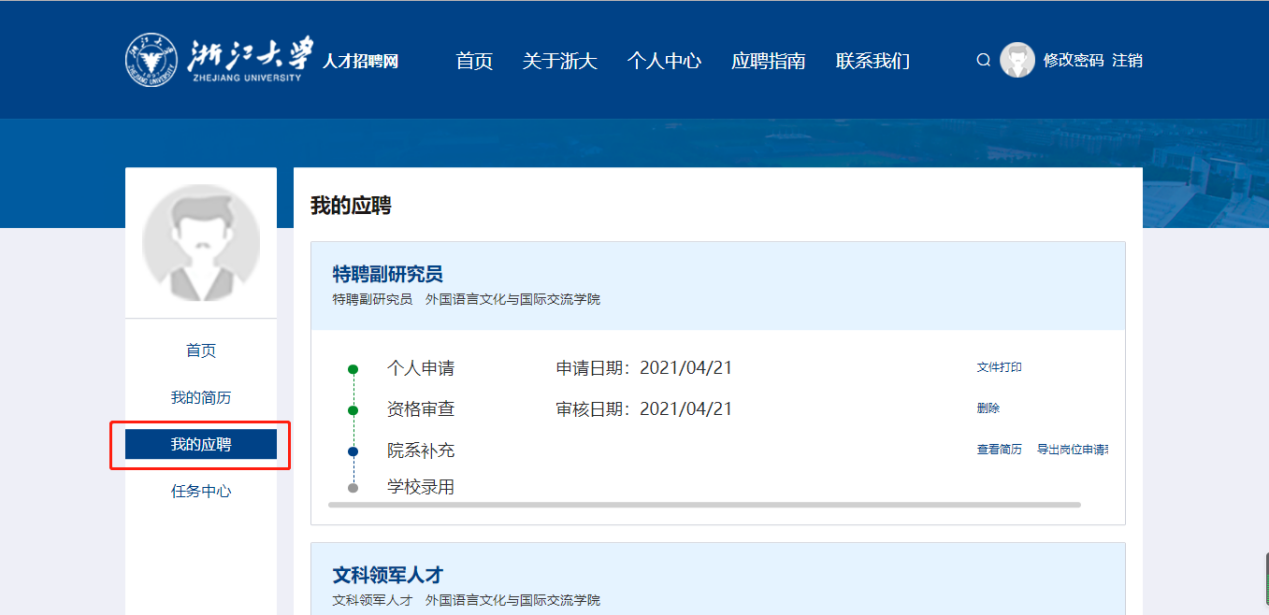 浙江大学
ZHEJIANG UNIVERSITY
人才招聘网
首页 关于浙大 个人中心 应聘指南 联系我们
修改密码 注销
首页
我的简历
我的应聘
任务中心
我的应聘
特聘副研究员
特聘副研究员 外国语言文化与国际交流学院
个人申请 申请日期：2021/04/21 文件打印
资格审查 审核日期：2021/04/21 删除
院系补充 查看简历 导出岗位申请
学校录用
文科领军人才
文科领军人才 外国语言文化与国际交流学院